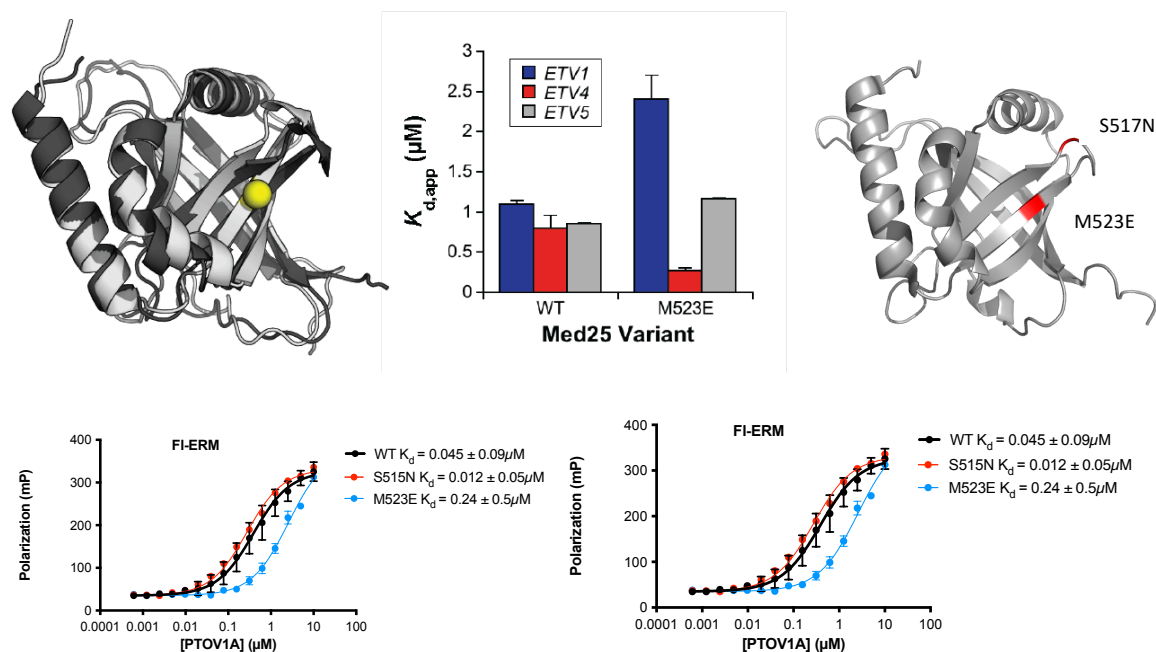 ETV1
ETV4
ETV5
3
2.5
2
1.5
1
0.5
0
Kd,app (µM)
WT
M523E
Med25 Variant
S517N
M523E
FI-ERM
WT Kd = 0.045 ± 0.09µM
S515N Kd = 0.012 ± 0.05µM
M523E Kd = 0.24 ± 0.5µM
400
300
200
100
0
Polarization (mP)
0.0001 0.001 0.01 0.1 1 10 100
[PTOV1A] (µM)
FI-ERM
WT Kd = 0.045 ± 0.09µM
S515N Kd = 0.012 ± 0.05µM
M523E Kd = 0.24 ± 0.5µM
400
300
200
100
0
Polarization (mP)
0.0001 0.001 0.01 0.1 1 10 100
[PTOV1A] (µM)